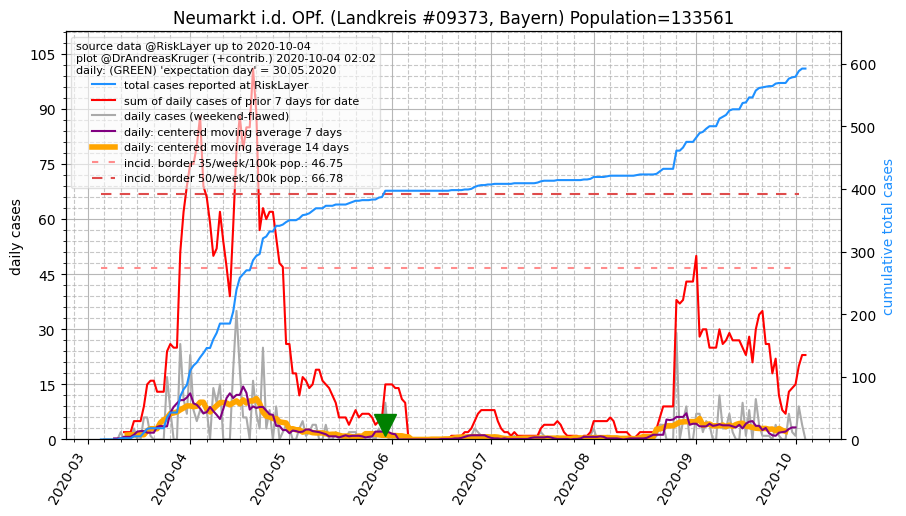 Neumarkt i.d. OPf. (Landkreis #09373, Bayern) Population=133561
source data @RiskLayer up to 2020-10-04
plot @DrAndreasKruger (+contrib.) 2020-10-04 02:02
daily: (GREEN) 'expectation day' = 30.05.2020
total cases reported at RiskLayer
sum of daily cases of prior 7 days for date
daily cases (weekend-flawed)
daily: centered moving average 7 days
daily: centered moving average 14 days
incid. border 35/week/100k pop.: 46.75
incid. border 50/week/100k pop.: 66.78
daily cases
105
90
75
60
45
30
15
0
cumulative total cases
600
500
400
300
200
100
0
2020-03
2020-04
2020-05
2020-06
2020-07
2020-08
2020-09
2020-10